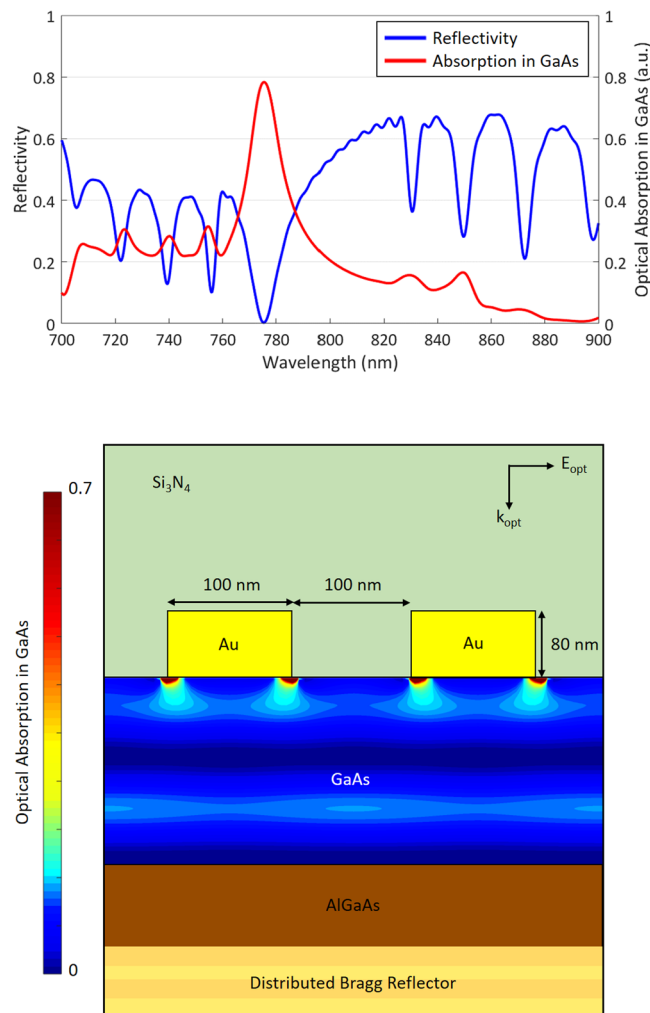 Reflectivity
Absorption in GaAs
1
0.8
0.6
0.4
0.2
0
Reflectivity
1
0.8
0.6
0.4
0.2
0
Optical Absorption in GaAs (a.u.)
700 720 740 760 780 800 820 840 860 880 900
Wavelength (nm)
0.7
0
Optical Absorption in GaAs
Si3N4
Eopt
kopt
100 nm 100 nm
Au
Au
80 nm
GaAs
AlGaAs
Distributed Bragg Reflector